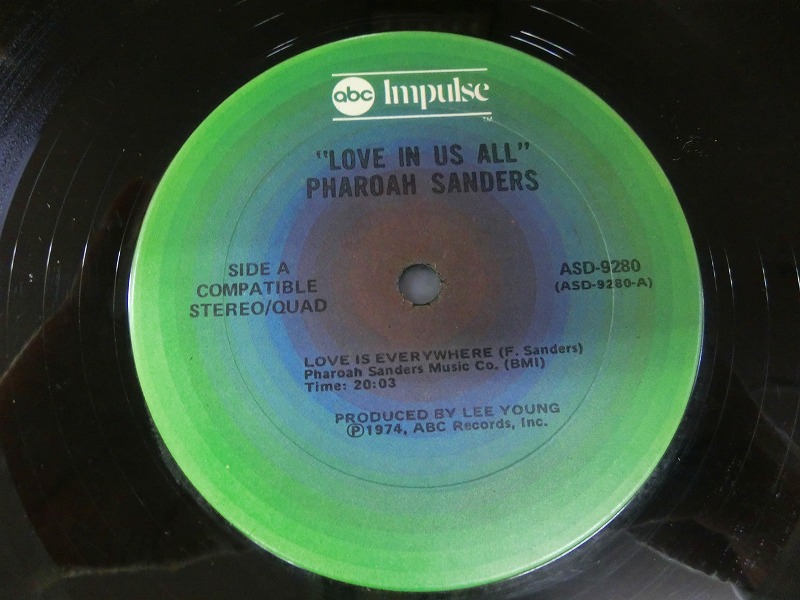 abc Impulse
TM
"LOVE IN US ALL"
PHAROAH SANDERS
SIDE A
COMPATIBLE
STEREO/QUAD
ASD-9280
(ASD-9280-A)
LOVE IS EVERYWHERE (F. Sanders)
Pharoah Sanders Music Co. (BMI)
Time: 20:03
PRODUCED BY LEE YOUNG
Ⓟ1974, ABC Records, Inc.